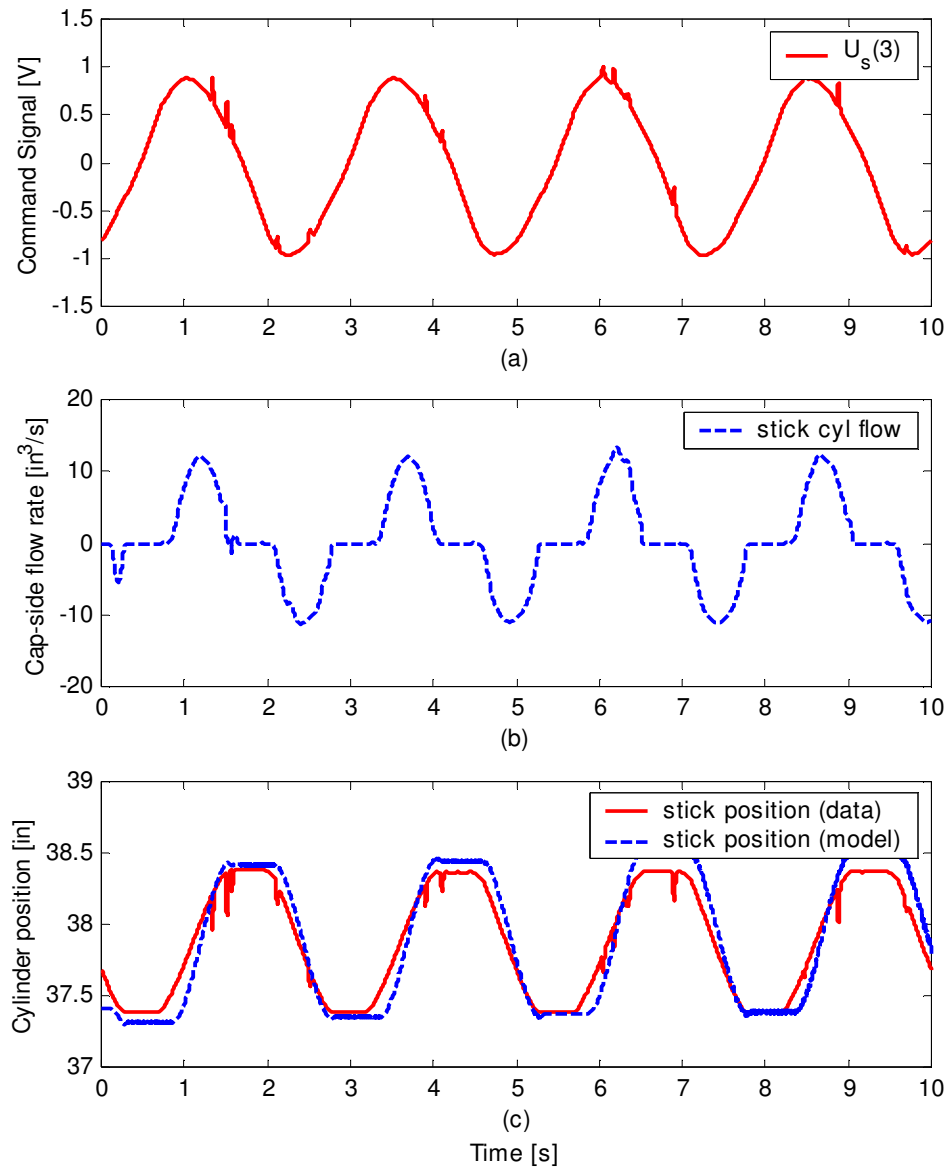 1.5
1
0.5
0
-0.5
-1
-1.5
Command Signal [V]
U_s(3)
0 1 2 3 4 5 6 7 8 9 10
(a)
20
10
0
-10
-20
Cap-side flow rate [in^3/s]
stick cyl flow
0 1 2 3 4 5 6 7 8 9 10
(b)
39
38.5
38
37.5
37
Cylinder position [in]
stick position (data)
stick position (model)
0 1 2 3 4 5 6 7 8 9 10
(c)
Time [s]